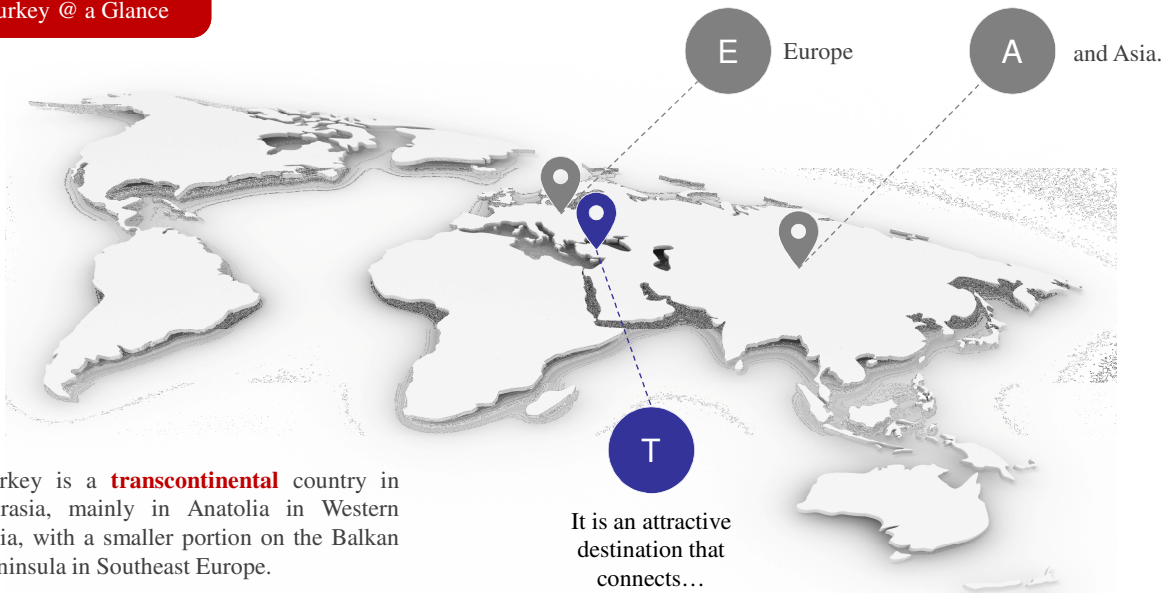 urkey @ a Glance
E Europe
A and Asia.
T
rkey is a transcontinental country in
rasia, mainly in Anatolia in Western
ia, with a smaller portion on the Balkan
ninsula in Southeast Europe.
It is an attractive
destination that
connects…